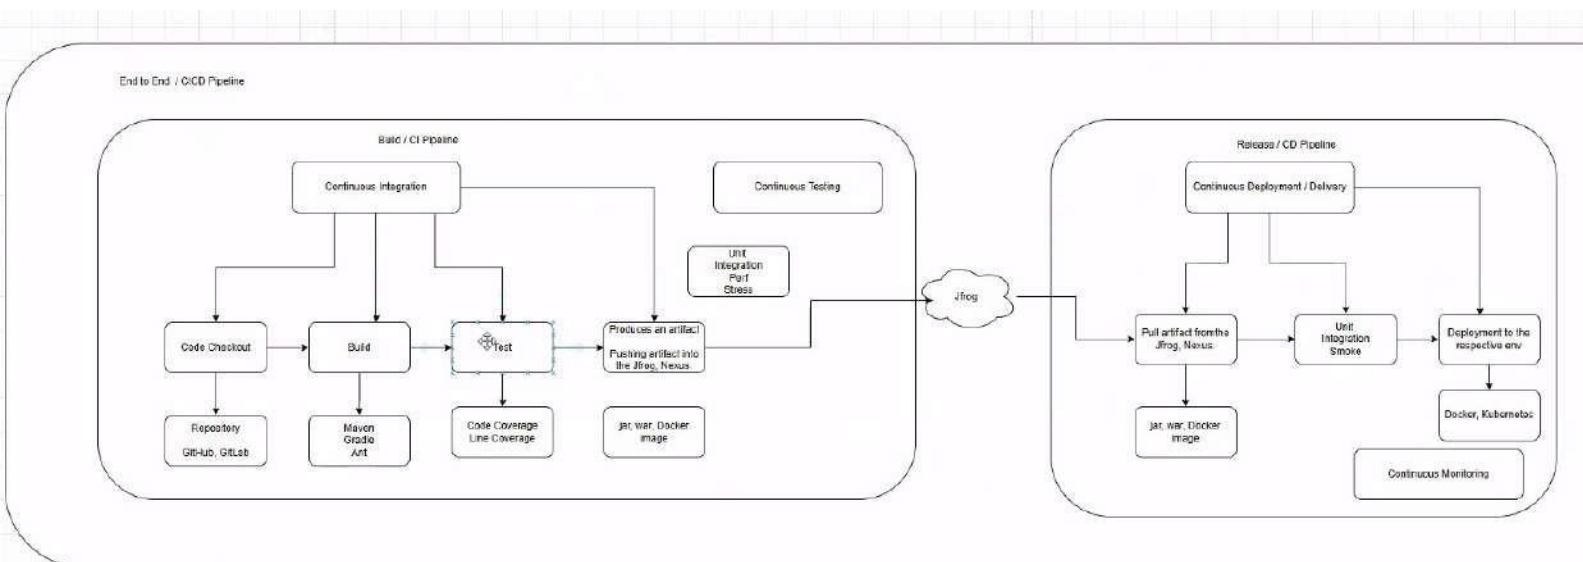 End to End / CICD Pipeline
Build / CI Pipeline
Continuous Integration
Continuous Testing
Unit
Integration
Perf
Stress
Code Checkout
Build
Test
Produces an artifact
Pushing artifact into
the Jfrog, Nexus
Repository
GitHub, GitLab
Maven
Gradle
Ant
Code Coverage
Line Coverage
jar, war, Docker
image
Jfrog
Release / CD Pipeline
Continuous Deployment / Delivery
Pull artifact from the
Jfrog, Nexus
Unit
Integration
Smoke
Deployment to the
respective env
jar, war, Docker
image
Docker, Kubernetes
Continuous Monitoring